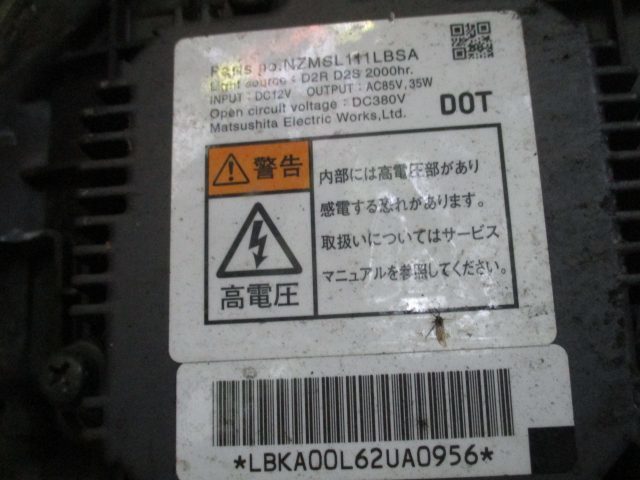 Parts no.NZMSL111LBSA
Light source : D2R D2S 2000hr.
INPUT : DC12V OUTPUT : AC85V, 35W
Open circuit voltage : DC380V
Matsushita Electric Works,Ltd.
DOT
警告
高電圧
内部には高電圧部があり
感電する恐れがあります。
取扱いについてはサービス
マニュアルを参照してください。
*LBKA00L62UA0956*